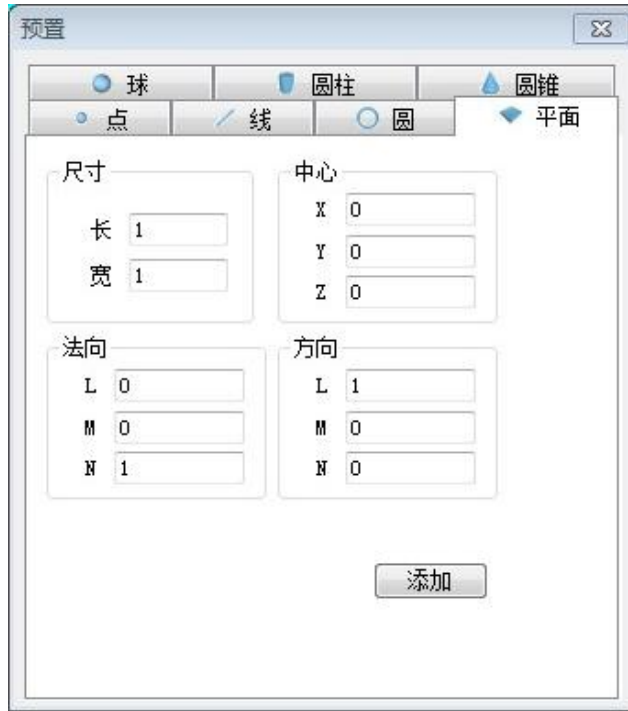 预置
球 圆柱 圆锥
点 线 圆 平面
尺寸 中心
长 1
宽 1
X 0
Y 0
Z 0
法向 方向
L 0 L 1
M 0 M 0
N 1 N 0
添加